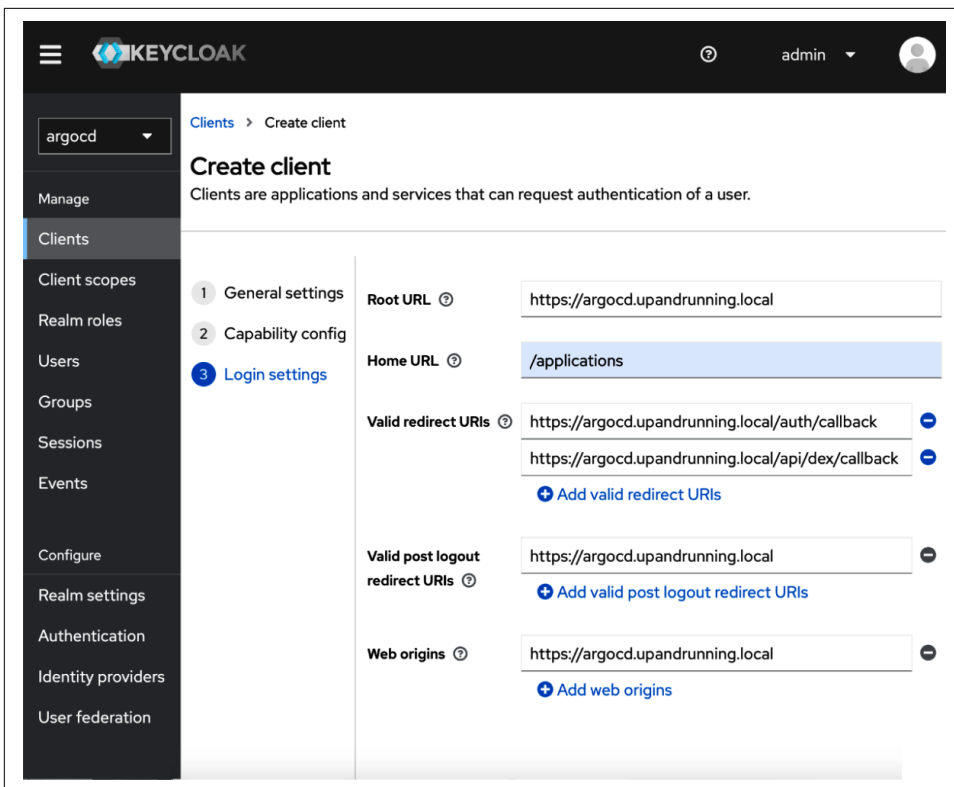 KEYCLOAK
admin
argocd
Manage
Clients
Client scopes
Realm roles
Users
Groups
Sessions
Events
Configure
Realm settings
Authentication
Identity providers
User federation
Clients > Create client
Create client
Clients are applications and services that can request authentication of a user.
1 General settings
2 Capability config
3 Login settings
Root URL
https://argocd.upandrunning.local
Home URL
/applications
Valid redirect URIs
https://argocd.upandrunning.local/auth/callback
https://argocd.upandrunning.local/api/dex/callback
Add valid redirect URIs
Valid post logout
redirect URIs
https://argocd.upandrunning.local
Add valid post logout redirect URIs
Web origins
https://argocd.upandrunning.local
Add web origins